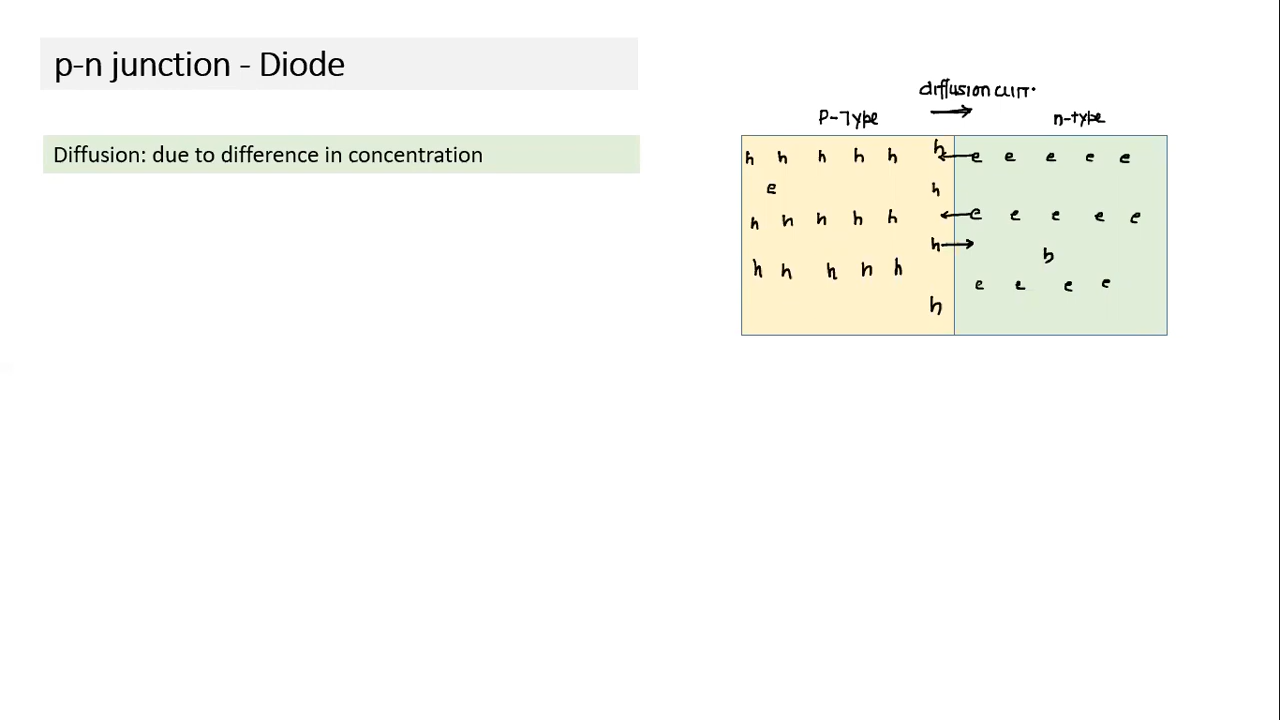 p-n junction - Diode
Diffusion: due to difference in concentration
diffusion curr.
P-Type
n-type
h h h h h h e e e e e
e h
h h h h h e e e e e
h h
h h h h h e e e e
h